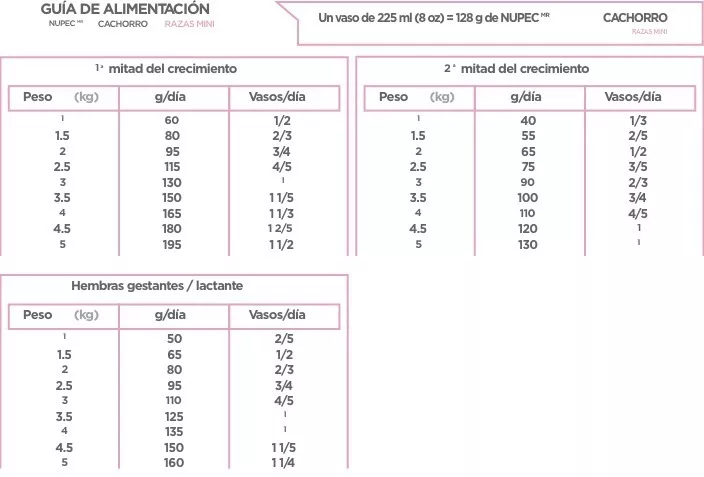 GUÍA DE ALIMENTACIÓN
NUPEC MR CACHORRO RAZAS MINI
Un vaso de 225 ml (8 oz) = 128 g de NUPEC MR CACHORRO
RAZAS MINI
1ª mitad del crecimiento
Peso (kg) g/día Vasos/día
1 60 1/2
1.5 80 2/3
2 95 3/4
2.5 115 4/5
3 130 1
3.5 150 1 1/5
4 165 1 1/3
4.5 180 1 2/5
5 195 1 1/2
2ª mitad del crecimiento
Peso (kg) g/día Vasos/día
1 40 1/3
1.5 55 2/5
2 65 1/2
2.5 75 3/5
3 90 2/3
3.5 100 3/4
4 110 4/5
4.5 120 1
5 130 1
Hembras gestantes / lactante
Peso (kg) g/día Vasos/día
1 50 2/5
1.5 65 1/2
2 80 2/3
2.5 95 3/4
3 110 4/5
3.5 125 1
4 135 1
4.5 150 1 1/5
5 160 1 1/4